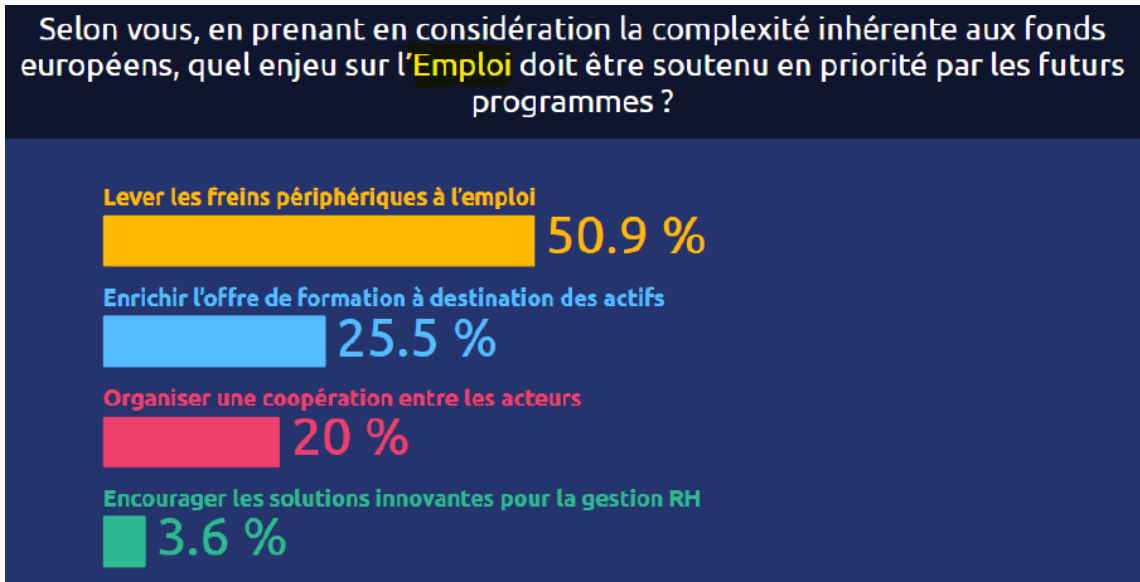 Selon vous, en prenant en considération la complexité inhérente aux fonds
européens, quel enjeu sur l'Emploi doit être soutenu en priorité par les futurs
programmes ?
Lever les freins périphériques à l'emploi
50.9 %
Enrichir l'offre de formation à destination des actifs
25.5 %
Organiser une coopération entre les acteurs
20 %
Encourager les solutions innovantes pour la gestion RH
3.6 %